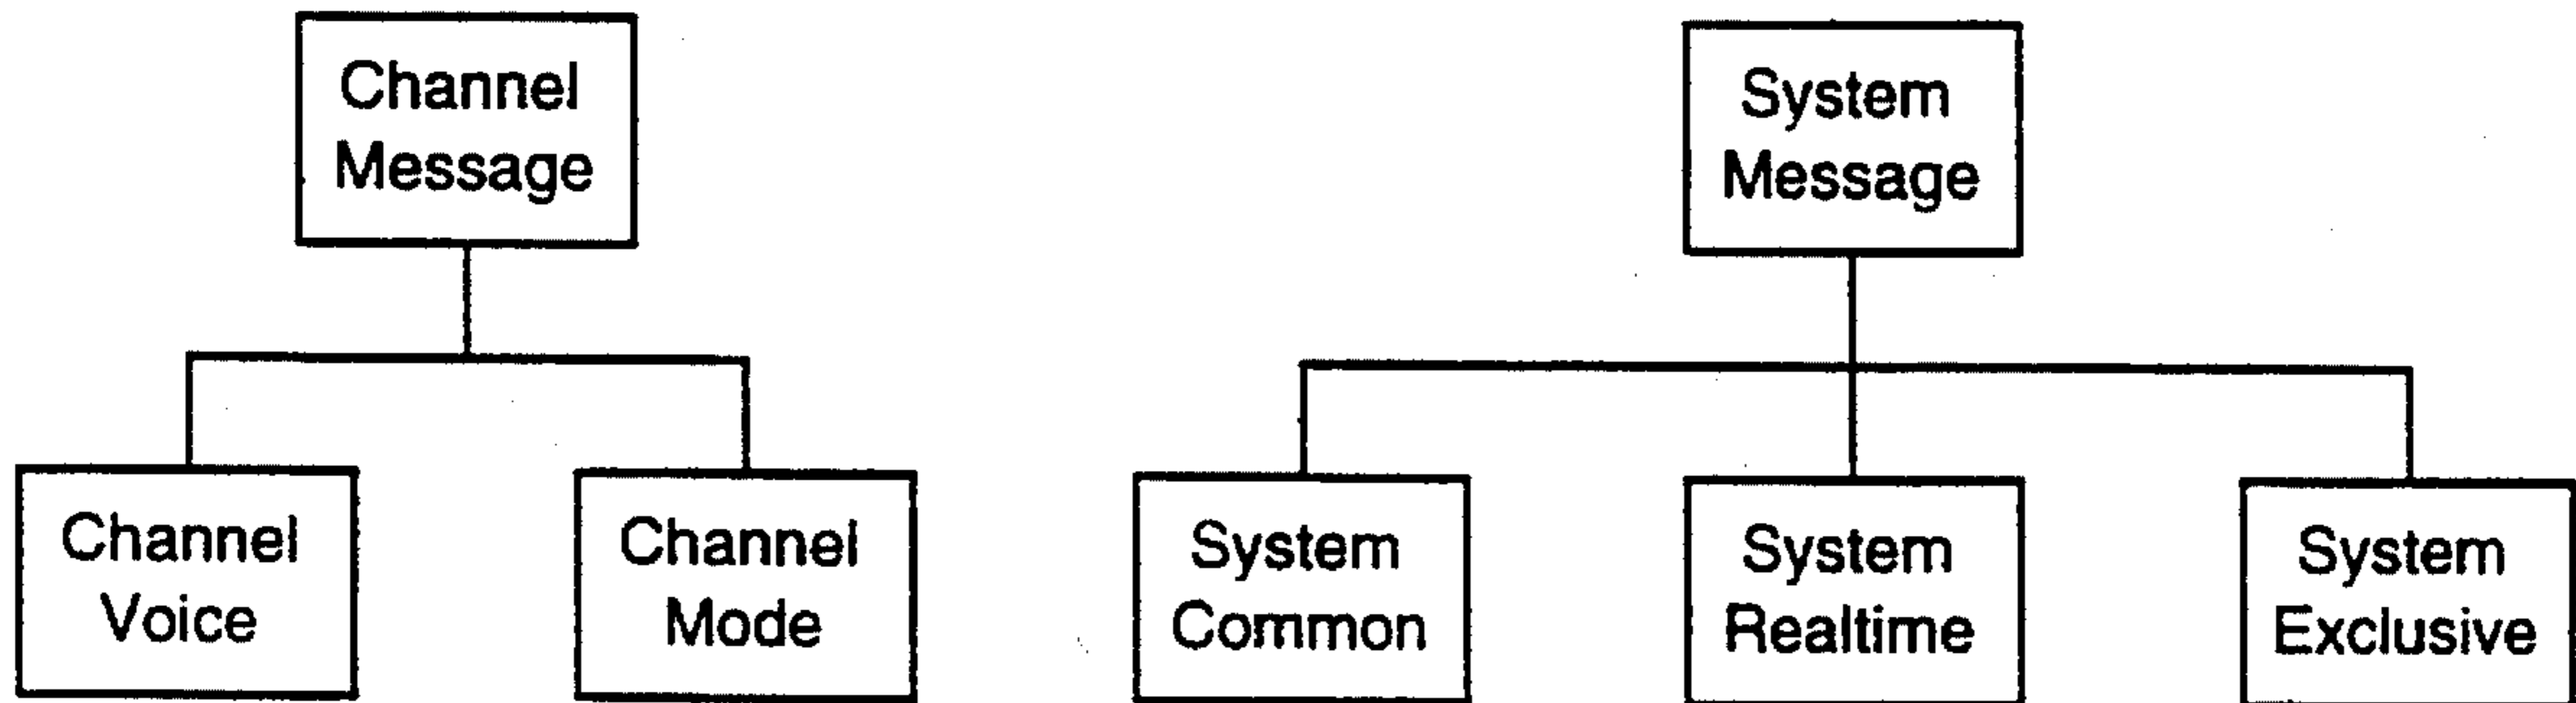 Channel
Message
System
Message
Channel
Voice
Channel
Mode
System
Common
System
Realtime
System
Exclusive